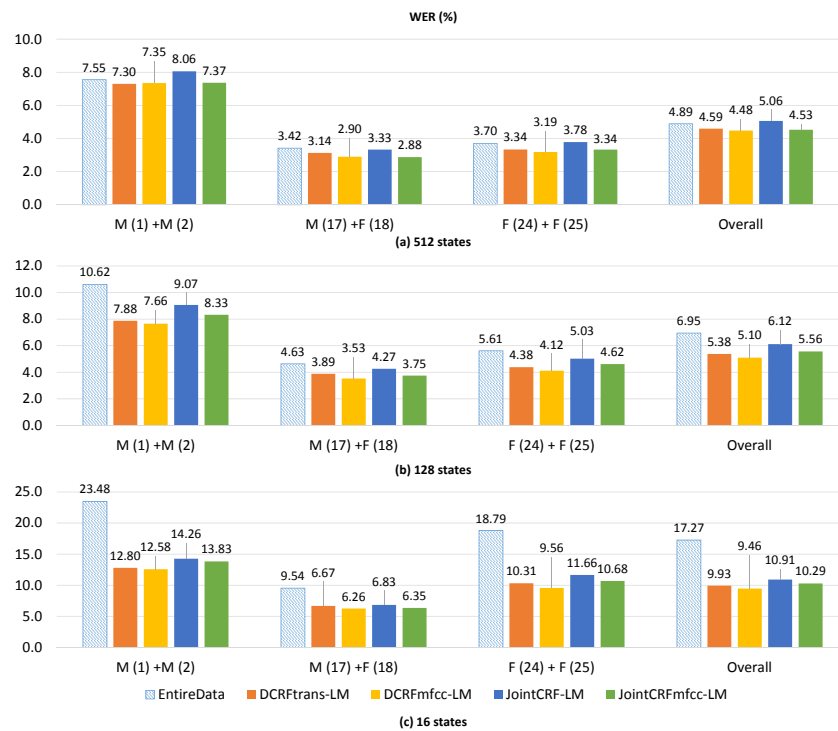 WER (%)
10.0
8.0
6.0
4.0
2.0
0.0
7.55 7.30 7.35 8.06 7.37
3.42 3.14 2.90 3.33 2.88
3.70 3.34 3.19 3.78 3.34
4.89 4.59 4.48 5.06 4.53
M (1) +M (2) M (17) +F (18) F (24) + F (25) Overall
(a) 512 states
12.0
10.0
8.0
6.0
4.0
2.0
0.0
10.62 7.88 7.66 9.07 8.33
4.63 3.89 3.53 4.27 3.75
5.61 4.38 4.12 5.03 4.62
6.95 5.38 5.10 6.12 5.56
M (1) +M (2) M (17) +F (18) F (24) + F (25) Overall
(b) 128 states
25.0
20.0
15.0
10.0
5.0
0.0
23.48 12.80 12.58 14.26 13.83
9.54 6.67 6.26 6.83 6.35
18.79 10.31 9.56 11.66 10.68
17.27 9.93 9.46 10.91 10.29
M (1) +M (2) M (17) +F (18) F (24) + F (25) Overall
EntireData DCRFtrans-LM DCRFmfcc-LM JointCRF-LM JointCRFmfcc-LM
(c) 16 states